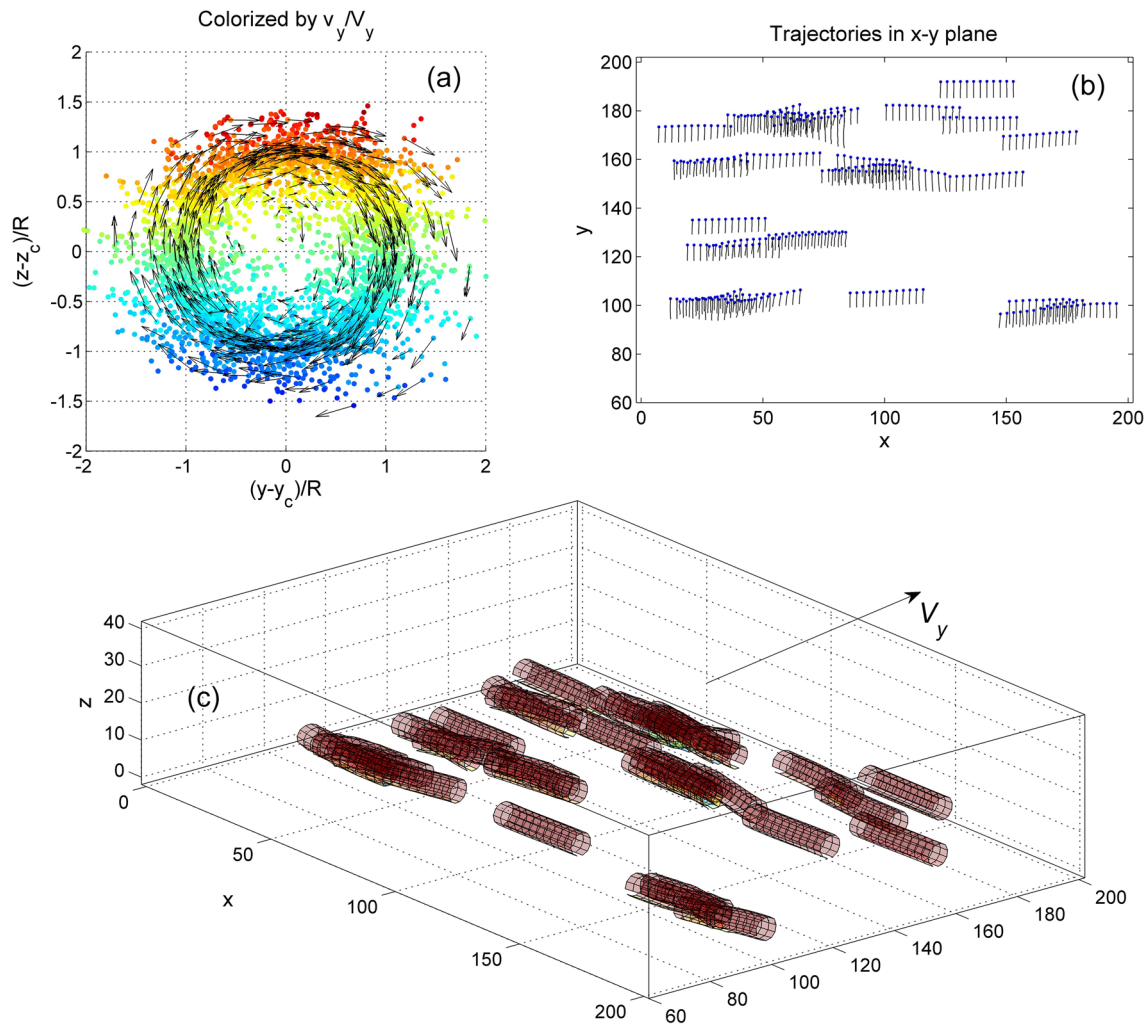 Colorized by v_y/V_y
(a)
2
1.5
1
0.5
0
-0.5
-1
-1.5
-2
-2 -1 0 1 2
(z-z_c)/R
(y-y_c)/R
Trajectories in x-y plane
(b)
200
180
160
140
120
100
80
60
0 50 100 150 200
y
x
(c)
V_y
40
30
20
10
0
z
0
50
100
150
200
x
60
80
100
120
140
160
180
200